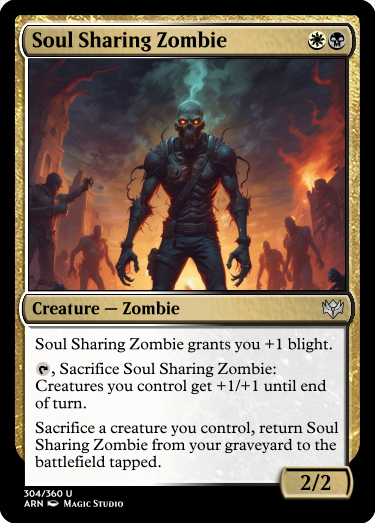 Soul Sharing Zombie
Creature — Zombie
Soul Sharing Zombie grants you +1 blight.
, Sacrifice Soul Sharing Zombie:
Creatures you control get +1/+1 until end
of turn.
Sacrifice a creature you control, return Soul
Sharing Zombie from your graveyard to the
battlefield tapped.
2/2
304/360 U
ARN Magic Studio